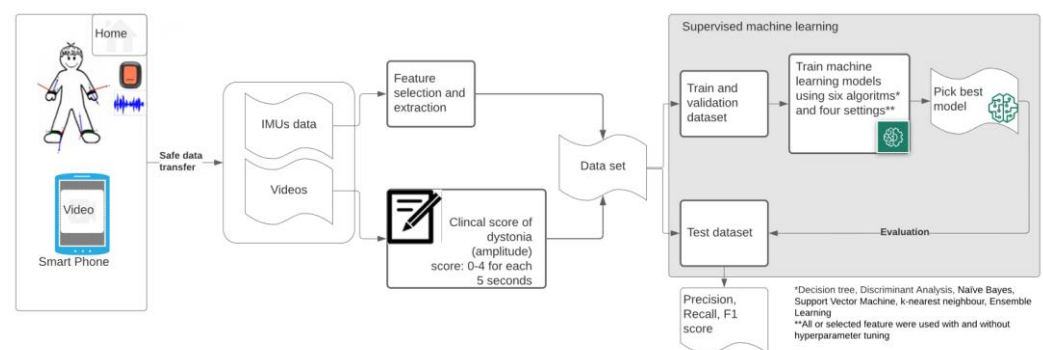 Home
Video
Smart Phone
Safe data
transfer
IMUs data
Videos
Feature
selection and
extraction
Clincal score of
dystonia
(amplitude)
score: 0-4 for each
5 seconds
Data set
Supervised machine learning
Train and
validation
dataset
Train machine
learning models
using six algoritms*
and four settings**
Pick best
model
Test dataset
Evaluation
Precision,
Recall, F1
score
*Decision tree, Discriminant Analysis, Naïve Bayes,
Support Vector Machine, k-nearest neighbour, Ensemble
Learning
**All or selected feature were used with and without
hyperparameter tuning